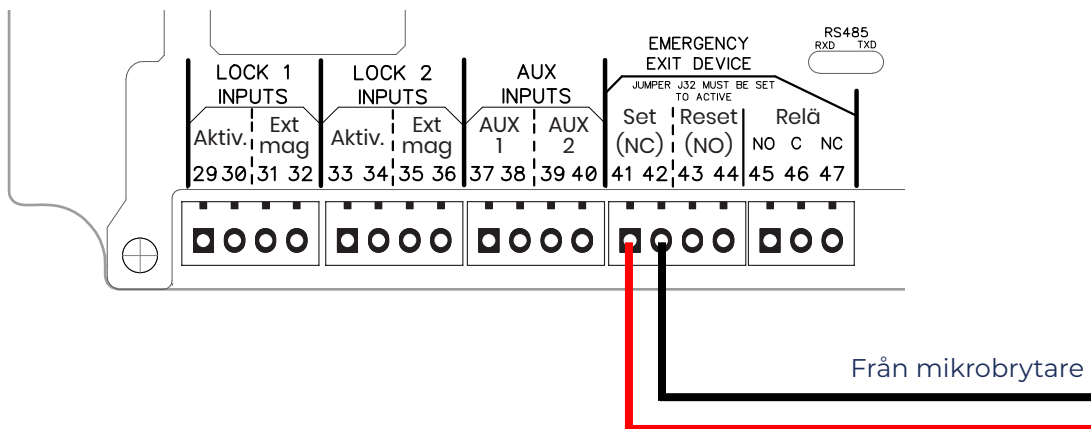 LOCK 1
INPUTS
Aktiv.
Ext
mag
29 30 31 32
LOCK 2
INPUTS
Aktiv.
Ext
mag
33 34 35 36
AUX
INPUTS
AUX
1
AUX
2
37 38 39 40
EMERGENCY
EXIT DEVICE
JUMPER J32 MUST BE SET
TO ACTIVE
Set
(NC)
Reset
(NO)
Relä
NO C NC
41 42 43 44 45 46 47
RS485
RXD TXD
Från mikrobrytare